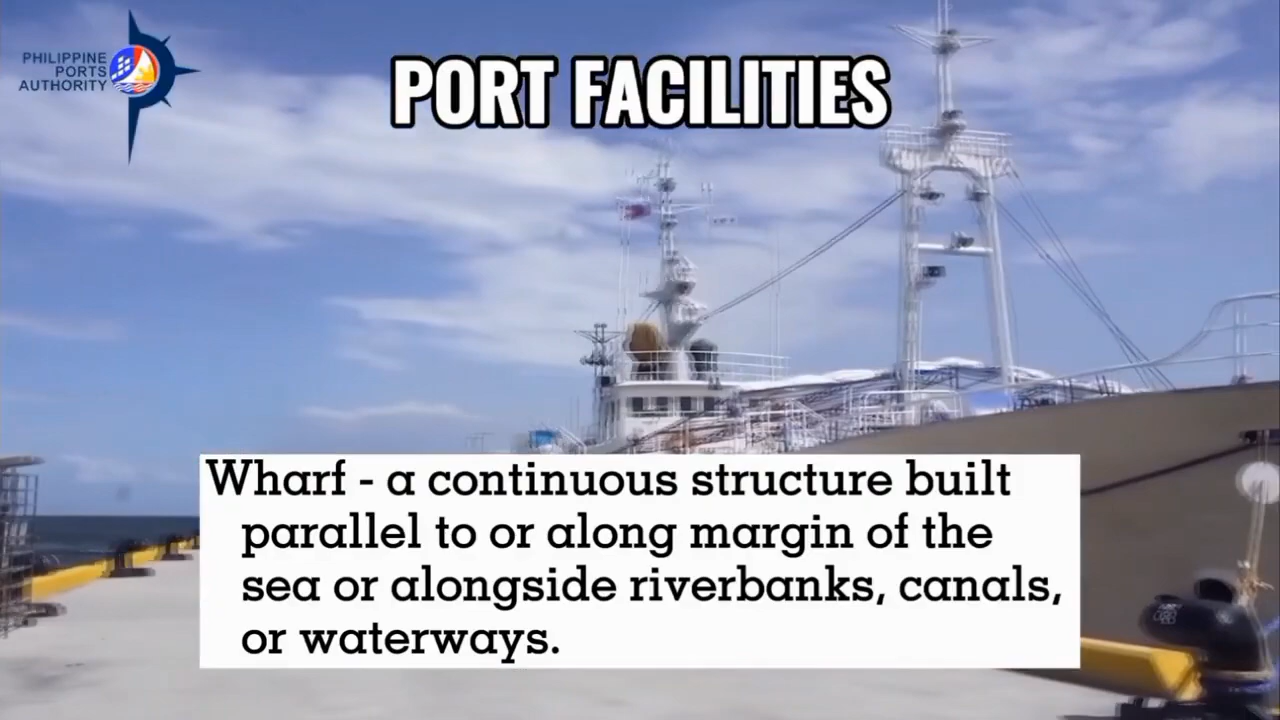 PHILIPPINE
PORTS
AUTHORITY
PORT FACILITIES
Wharf - a continuous structure built
parallel to or along margin of the
sea or alongside riverbanks, canals,
or waterways.